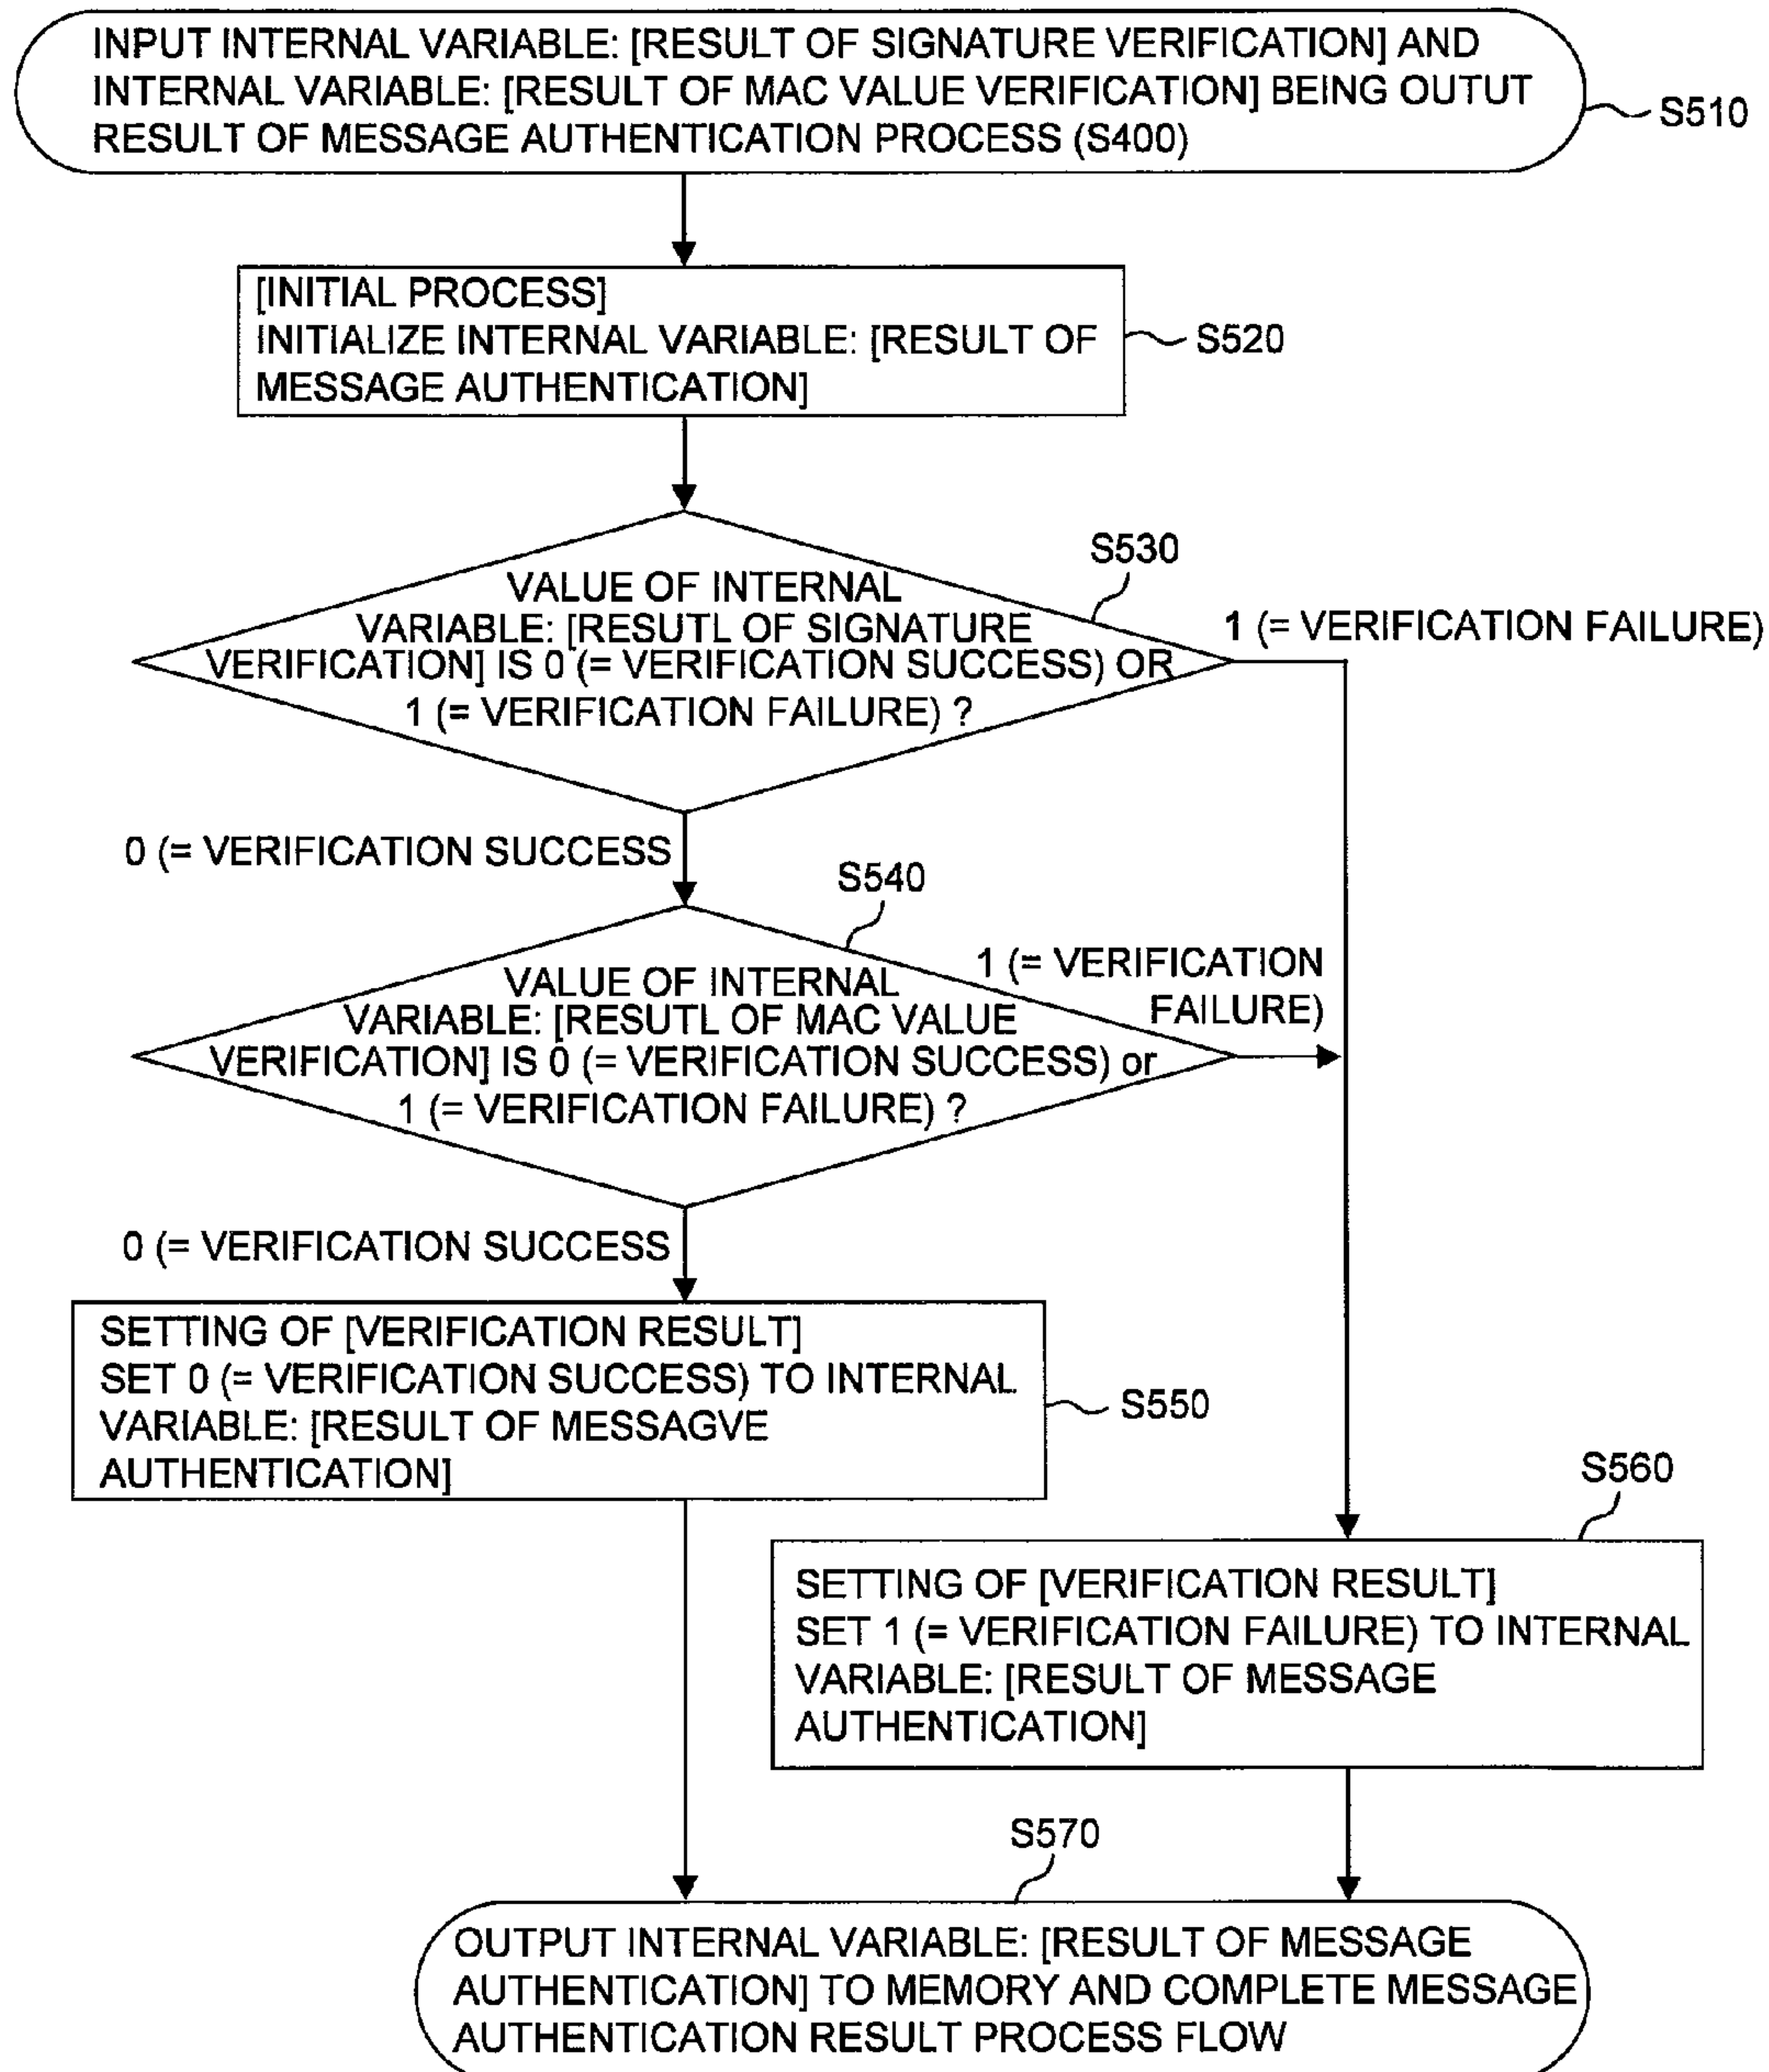 INPUT INTERNAL VARIABLE: [RESULT OF SIGNATURE VERIFICATION] AND
INTERNAL VARIABLE: [RESULT OF MAC VALUE VERIFICATION] BEING OUTUT
RESULT OF MESSAGE AUTHENTICATION PROCESS (S400)
S510
[INITIAL PROCESS]
INITIALIZE INTERNAL VARIABLE: [RESULT OF
MESSAGE AUTHENTICATION]
S520
S530
VALUE OF INTERNAL
VARIABLE: [RESUTL OF SIGNATURE
VERIFICATION] IS 0 (= VERIFICATION SUCCESS) OR
1 (= VERIFICATION FAILURE) ?
1 (= VERIFICATION FAILURE)
0 (= VERIFICATION SUCCESS
S540
VALUE OF INTERNAL
VARIABLE: [RESUTL OF MAC VALUE
VERIFICATION] IS 0 (= VERIFICATION SUCCESS) or
1 (= VERIFICATION FAILURE) ?
1 (= VERIFICATION
FAILURE)
0 (= VERIFICATION SUCCESS
SETTING OF [VERIFICATION RESULT]
SET 0 (= VERIFICATION SUCCESS) TO INTERNAL
VARIABLE: [RESULT OF MESSAGVE
AUTHENTICATION]
S550
S560
SETTING OF [VERIFICATION RESULT]
SET 1 (= VERIFICATION FAILURE) TO INTERNAL
VARIABLE: [RESULT OF MESSAGE
AUTHENTICATION]
S570
OUTPUT INTERNAL VARIABLE: [RESULT OF MESSAGE
AUTHENTICATION] TO MEMORY AND COMPLETE MESSAGE
AUTHENTICATION RESULT PROCESS FLOW